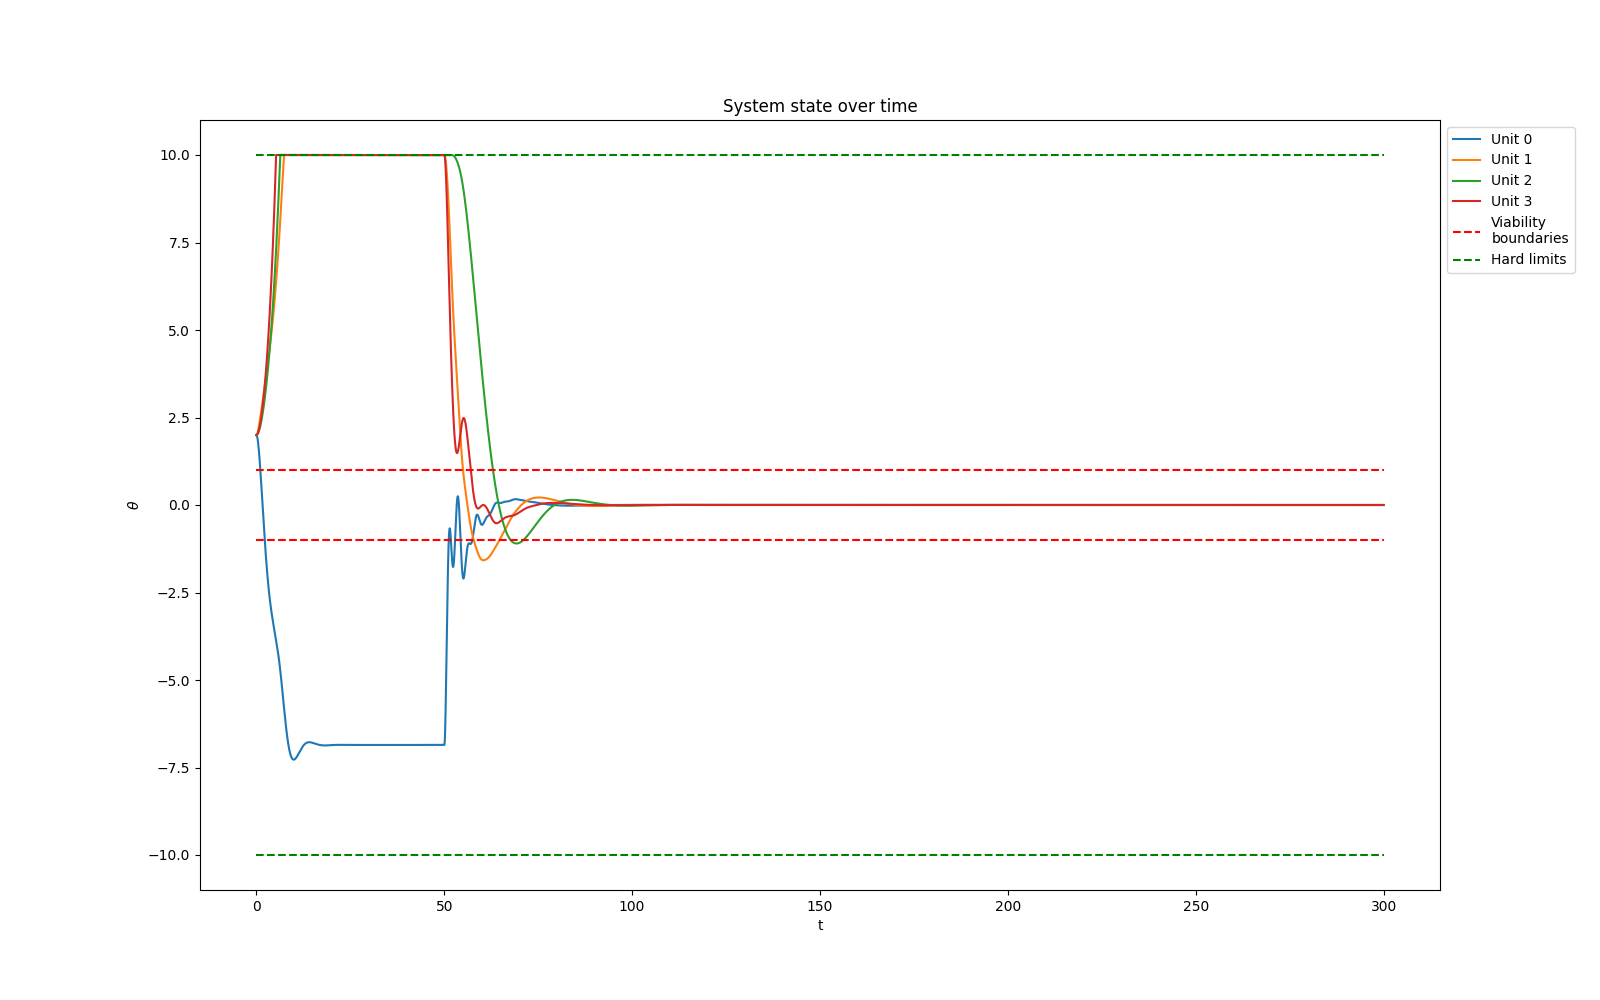 System state over time
10.0
7.5
5.0
2.5
0.0
−2.5
−5.0
−7.5
−10.0
θ
0
50
100
150
200
250
300
t
Unit 0
Unit 1
Unit 2
Unit 3
Viability
boundaries
Hard limits